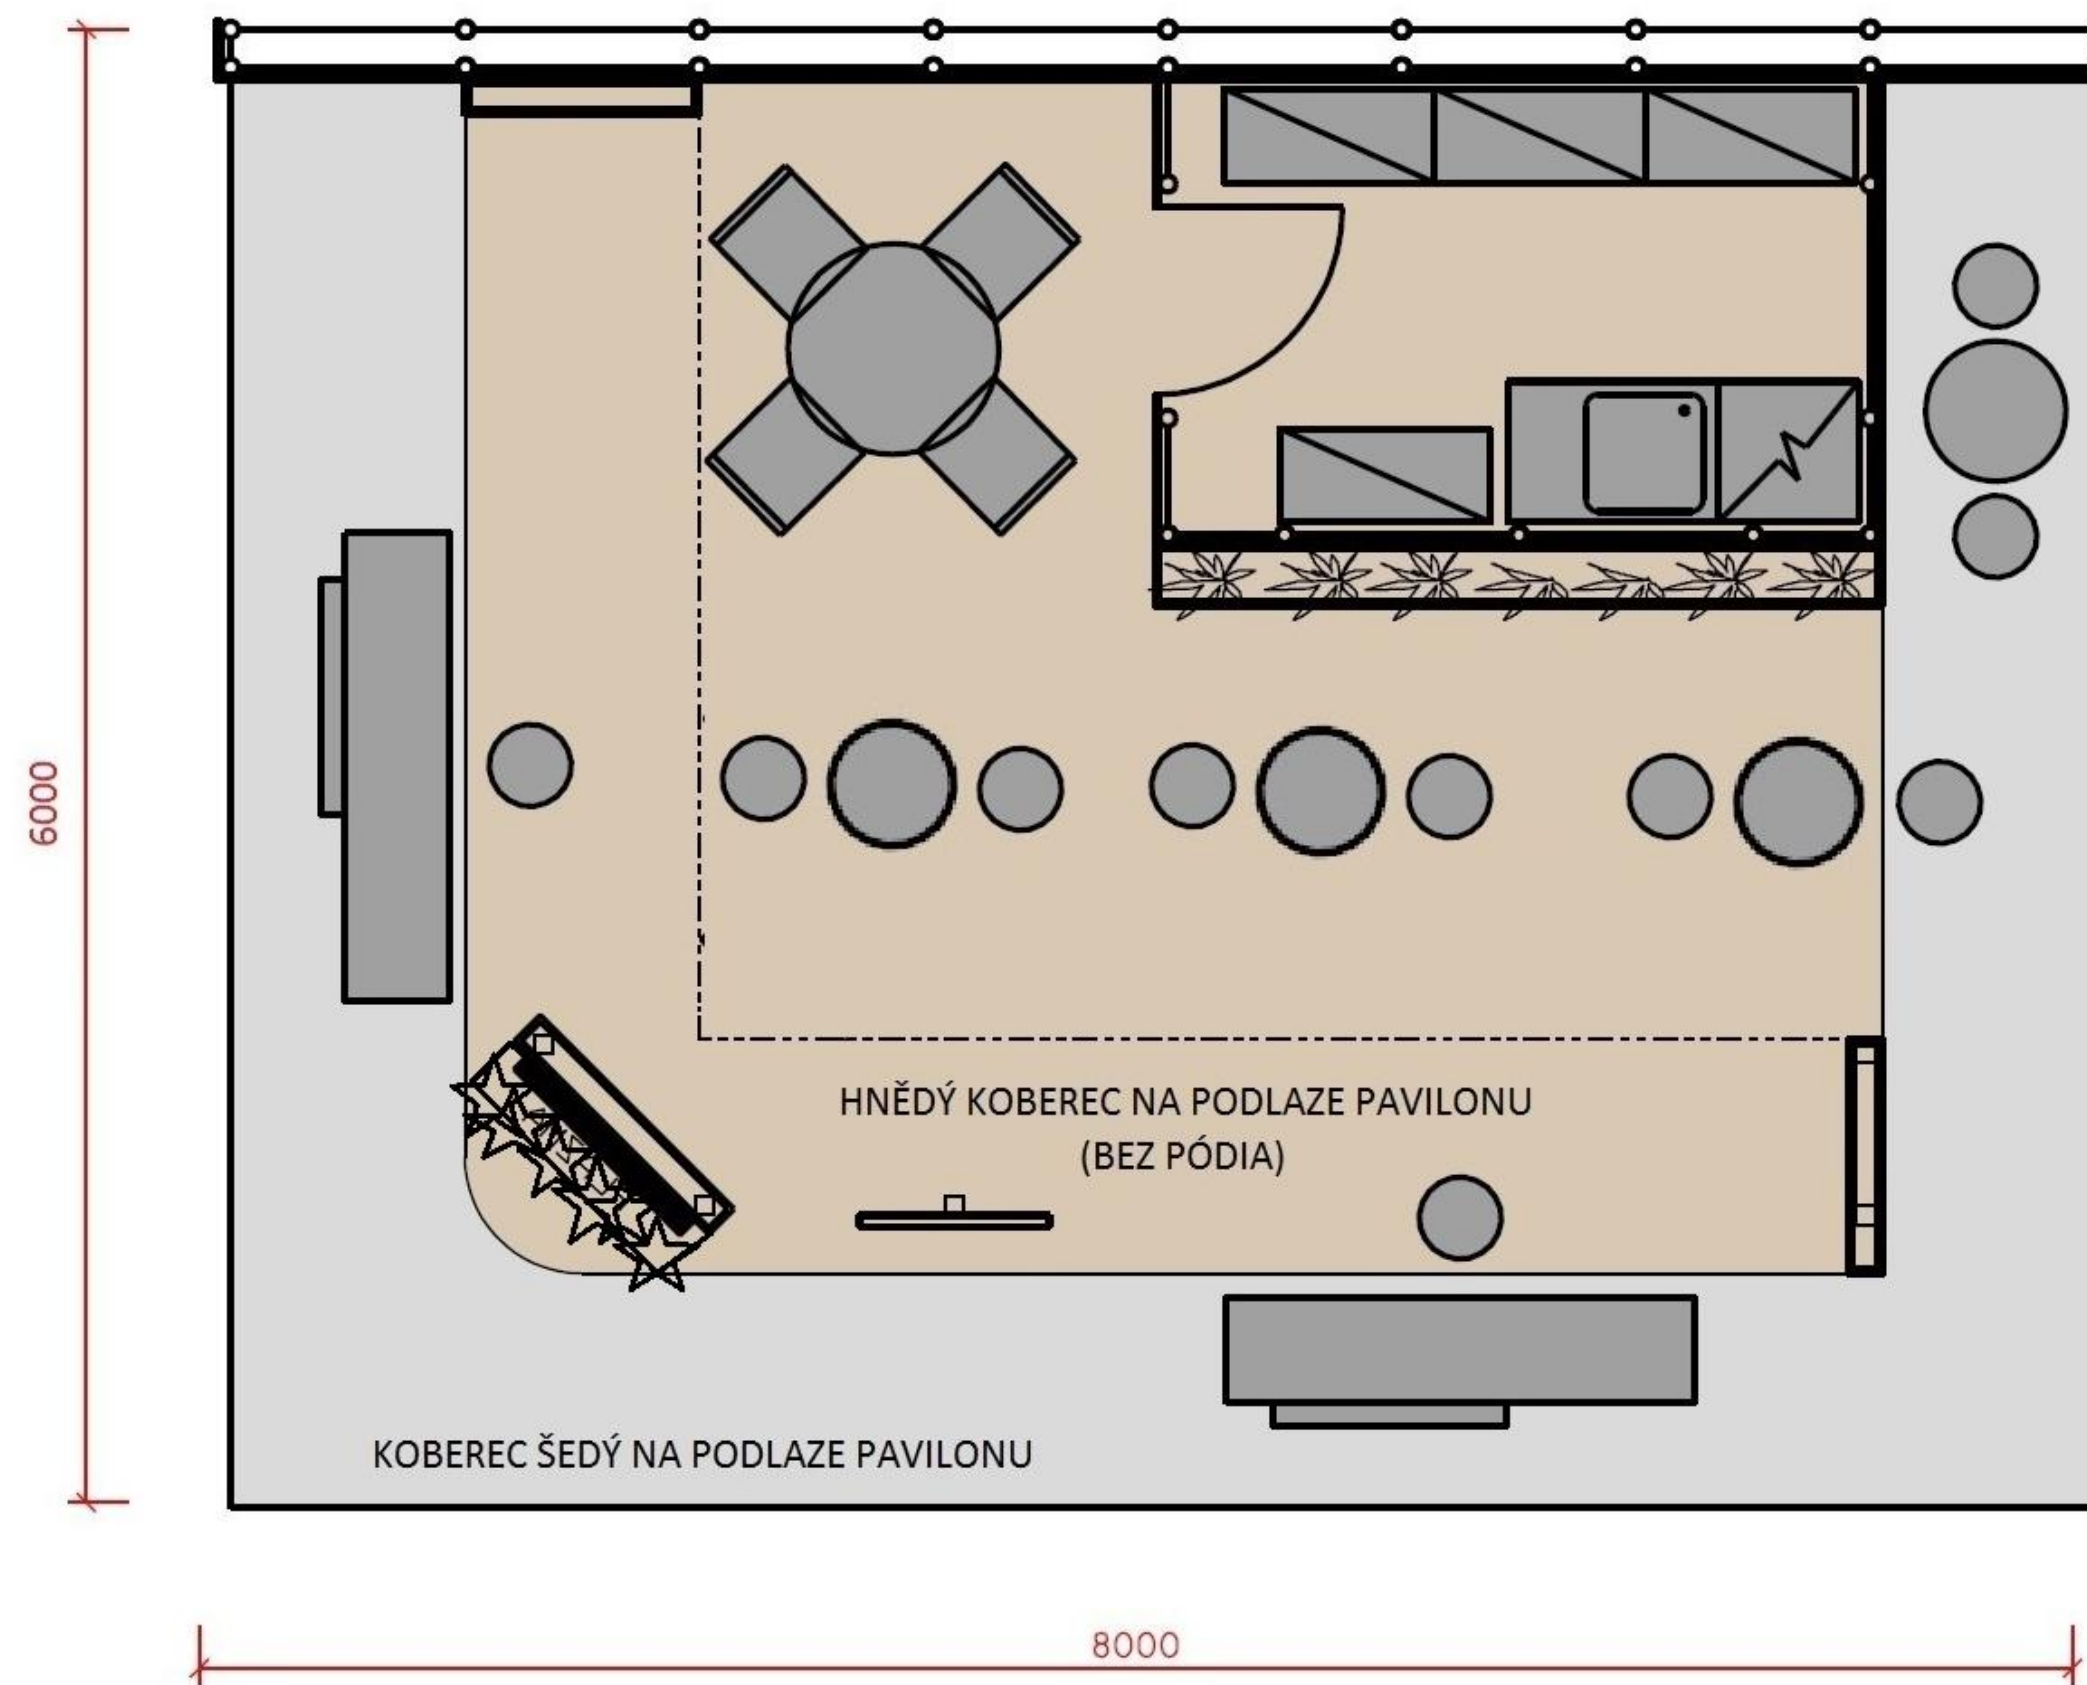 6000
HNĚDÝ KOBEREC NA PODLAZE PAVILONU
(BEZ PÓDIA)
KOBEREC ŠEDÝ NA PODLAZE PAVILONU
8000